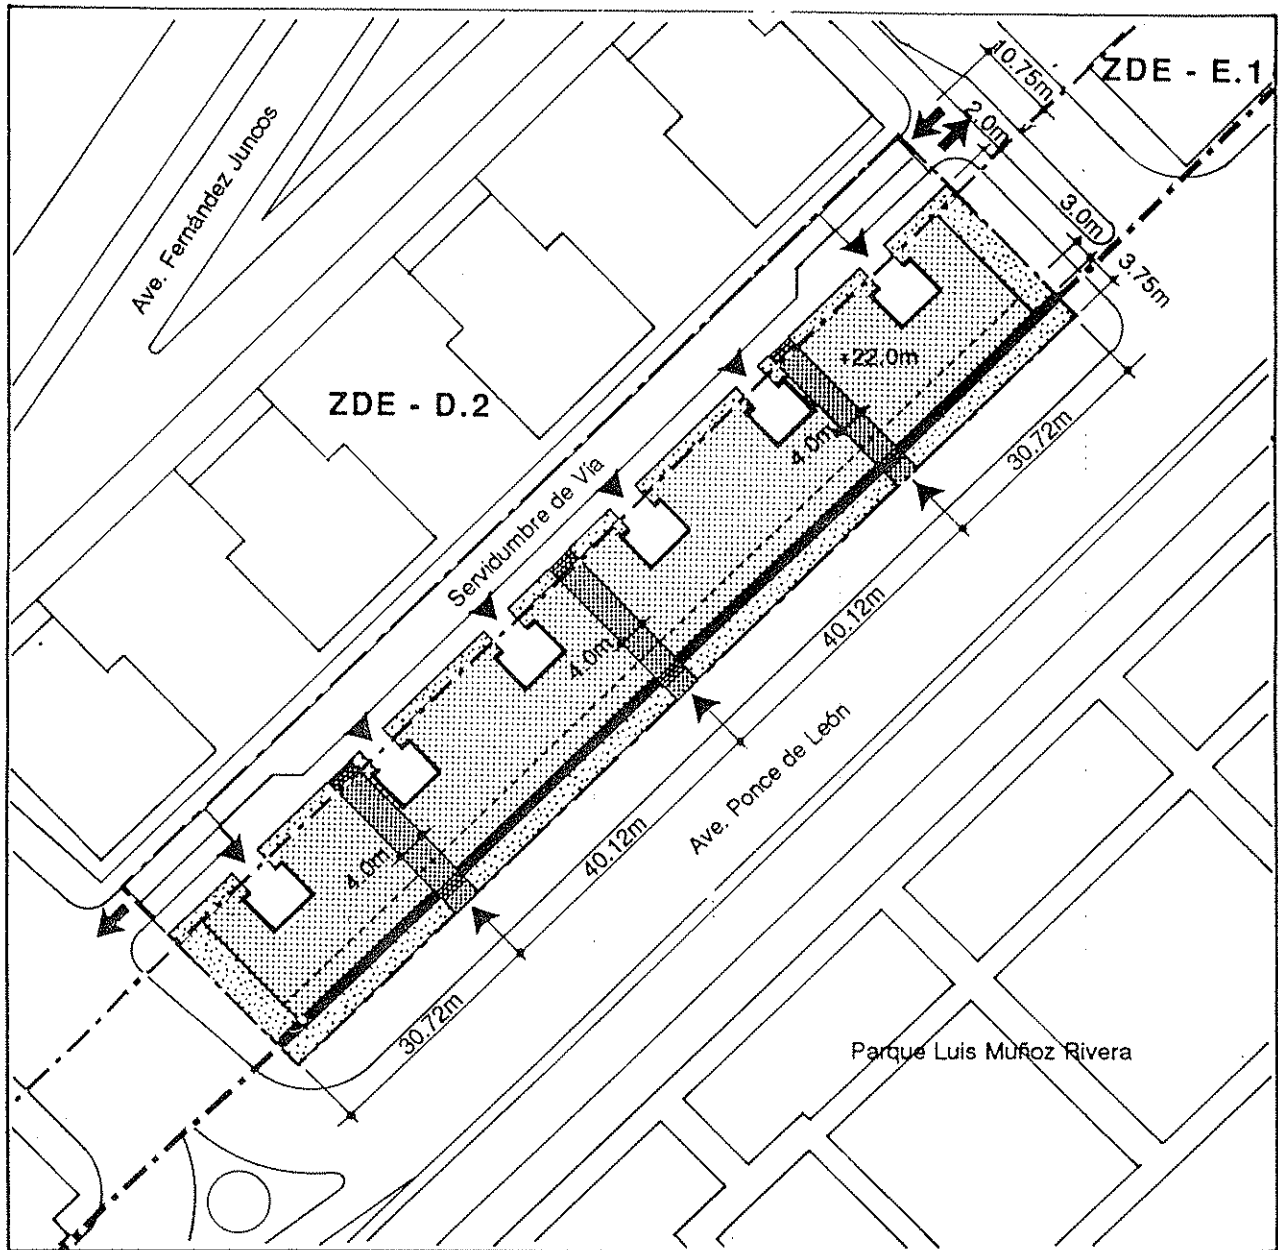 10.75m
ZDE - E.1
2.0m
Ave. Fernández Juncos
3.0m
3.75m
+22.0m
ZDE - D.2
4.0m
30.72m
Servidumbre de Vía
40.12m
4.0m
Ave. Ponce de León
40.12m
4.0m
30.72m
Parque Luis Muñoz Rivera